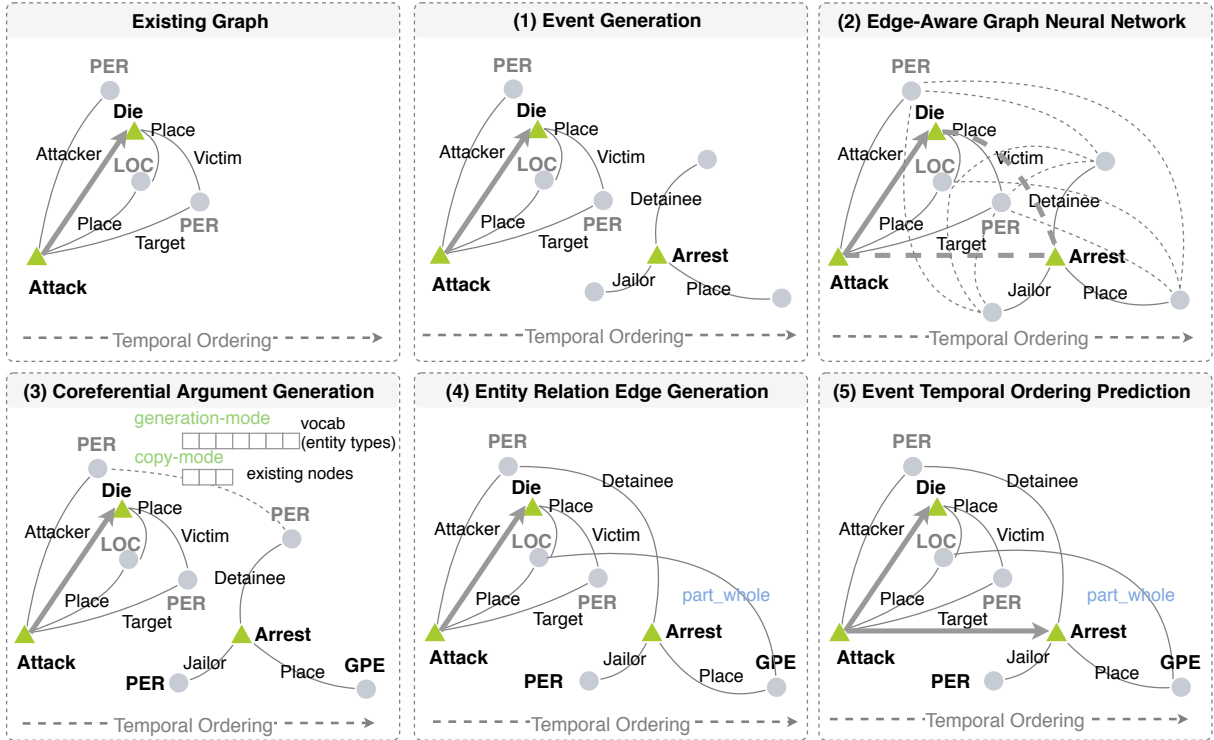 Existing Graph
PER
Die
Place
Attacker
LOC
Victim
Place
PER
Target
Attack
Temporal Ordering
(1) Event Generation
PER
Die
Place
Attacker
LOC
Victim
Detainee
Place
PER
Target
Arrest
Attack
Jailor
Place
Temporal Ordering
(2) Edge-Aware Graph Neural Network
PER
Die
Place
Attacker
LOC
Victim
Detainee
Place
PER
Target
Arrest
Attack
Jailor
Place
Temporal Ordering
(3) Coreferential Argument Generation
generation-mode
vocab
(entity types)
copy-mode
existing nodes
PER
Die
Place
PER
Attacker
LOC
Victim
Detainee
Place
PER
Target
Arrest
Attack
Jailor
Place
GPE
PER
Temporal Ordering
(4) Entity Relation Edge Generation
PER
Detainee
Die
Place
Attacker
LOC
Victim
part_whole
Place
PER
Target
Arrest
Attack
Jailor
GPE
Place
PER
Temporal Ordering
(5) Event Temporal Ordering Prediction
PER
Detainee
Die
Place
Attacker
LOC
Victim
part_whole
Place
PER
Target
Arrest
Attack
Jailor
GPE
Place
PER
Temporal Ordering